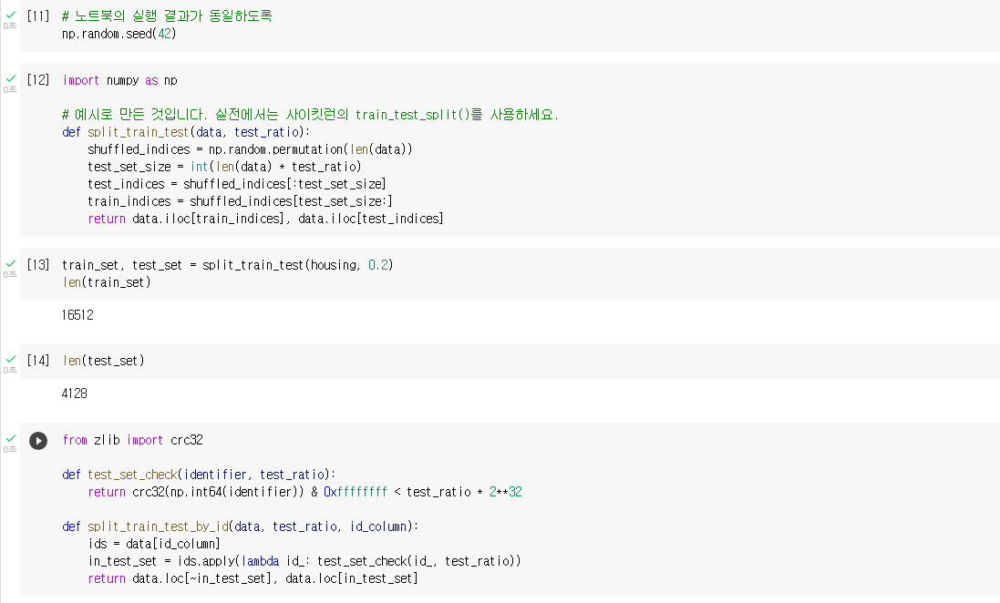 [11] # 노트북의 실행 결과가 동일하도록
0초
np.random.seed(42)
[12] import numpy as np
0초
# 예시로 만든 것입니다. 실전에서는 사이킷런의 train_test_split()를 사용하세요.
def split_train_test(data, test_ratio):
    shuffled_indices = np.random.permutation(len(data))
    test_set_size = int(len(data) * test_ratio)
    test_indices = shuffled_indices[:test_set_size]
    train_indices = shuffled_indices[test_set_size:]
    return data.iloc[train_indices], data.iloc[test_indices]
[13] train_set, test_set = split_train_test(housing, 0.2)
0초
len(train_set)
16512
[14] len(test_set)
0초
4128
from zlib import crc32
0초
def test_set_check(identifier, test_ratio):
    return crc32(np.int64(identifier)) & 0xffffffff < test_ratio * 2**32
def split_train_test_by_id(data, test_ratio, id_column):
    ids = data[id_column]
    in_test_set = ids.apply(lambda id_: test_set_check(id_, test_ratio))
    return data.loc[~in_test_set], data.loc[in_test_set]